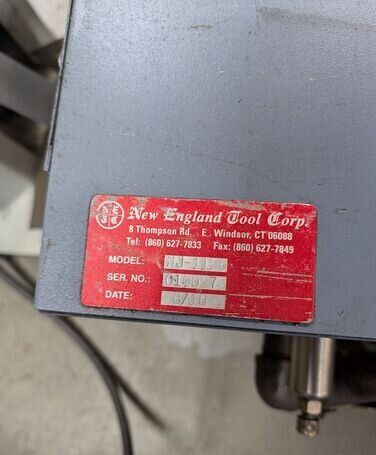 New England Tool Corp.
8 Thompson Rd. E. Windsor, CT 06088
Tel: (860) 627-7833 Fax: (860) 627-7849
MODEL:
SER. NO.:
DATE: